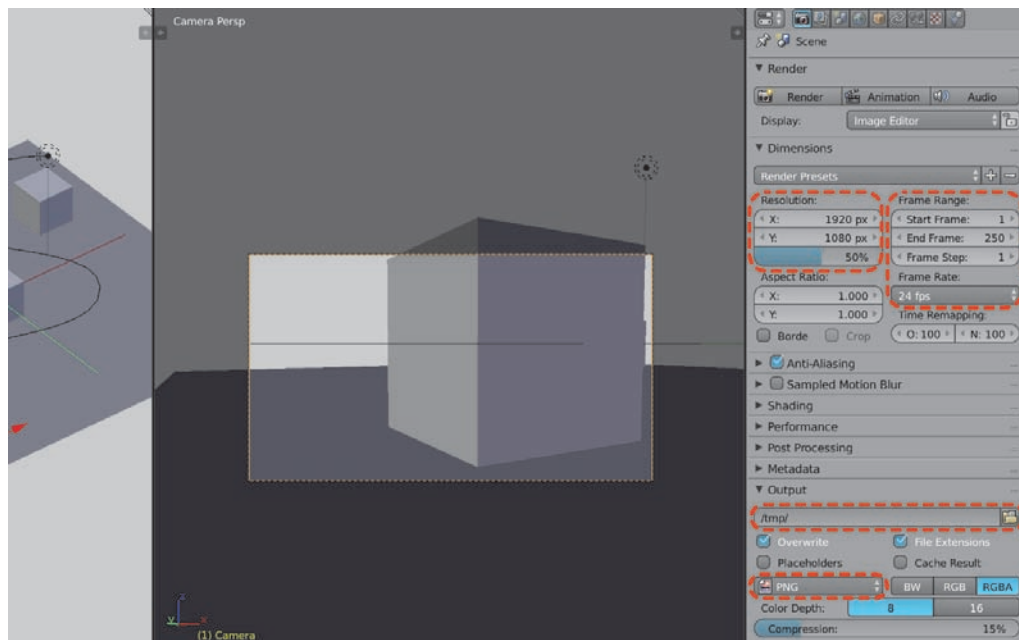 Camera Persp
Scene
Render
Render Animation Audio
Display: Image Editor
Dimensions
Render Presets
Resolution: Frame Range:
X: 1920 px Start Frame: 1
Y: 1080 px End Frame: 250
50% Frame Step: 1
Aspect Ratio: Frame Rate:
X: 1.000 24 fps
Y: 1.000 Time Remapping:
Borde Crop O: 100 N: 100
Anti-Aliasing
Sampled Motion Blur
Shading
Performance
Post Processing
Metadata
Output
/tmp/
Overwrite File Extensions
Placeholders Cache Result
PNG BW RGB RGBA
Color Depth: 8 16
Compression: 15%
z
y x
(1) Camera